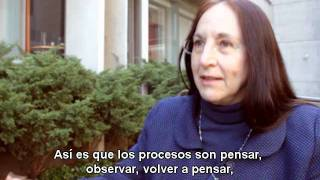 Así es que los procesos son pensar,
observar, volver a pensar,